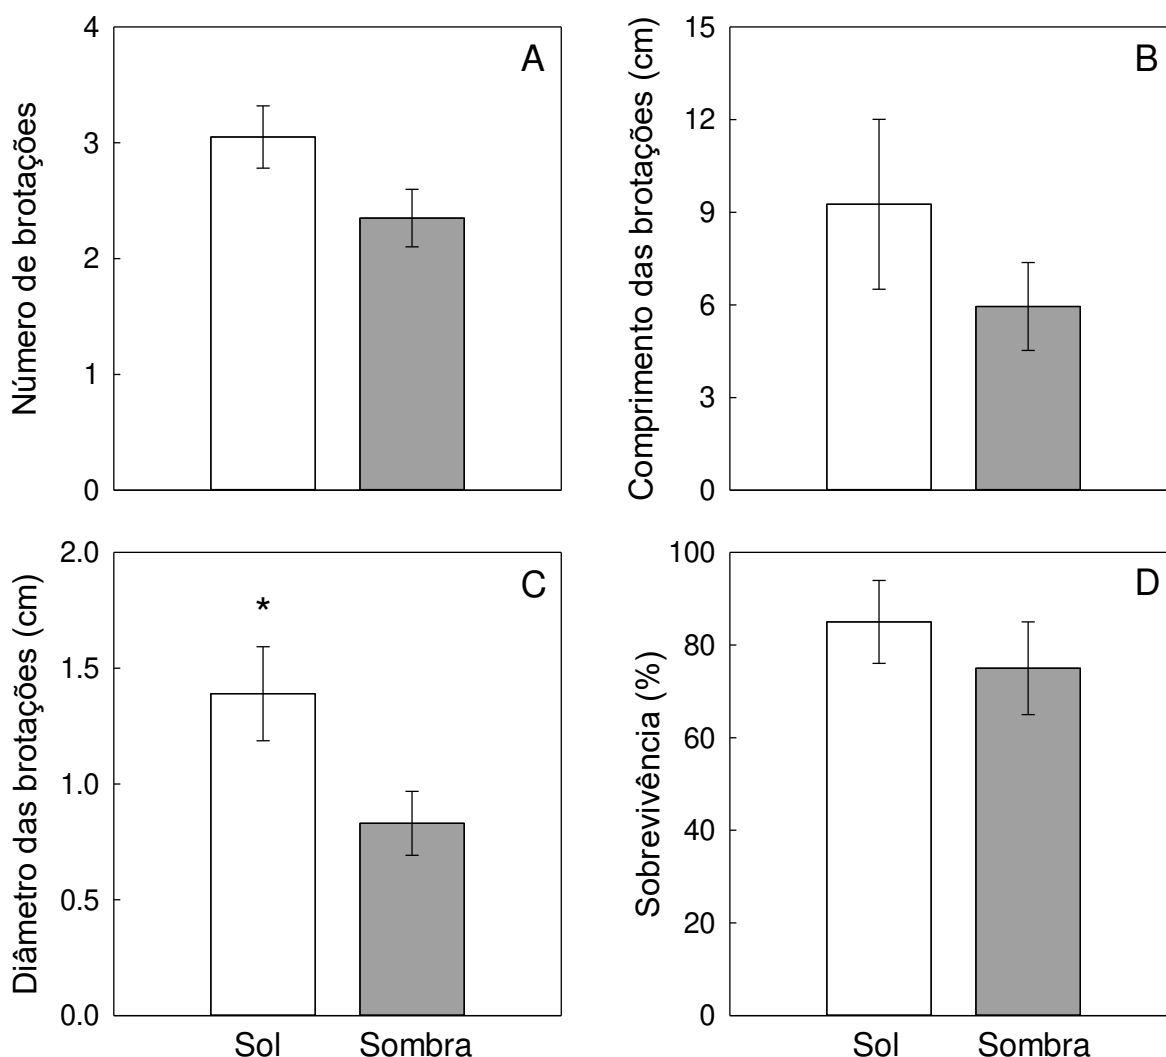 A
Número de brotações
4
3
2
1
0
B
Comprimento das brotações (cm)
15
12
9
6
3
0
C
Diâmetro das brotações (cm)
2.0
1.5
1.0
0.5
0.0
*
Sol Sombra
D
Sobrevivência (%)
100
80
60
40
20
0
Sol Sombra